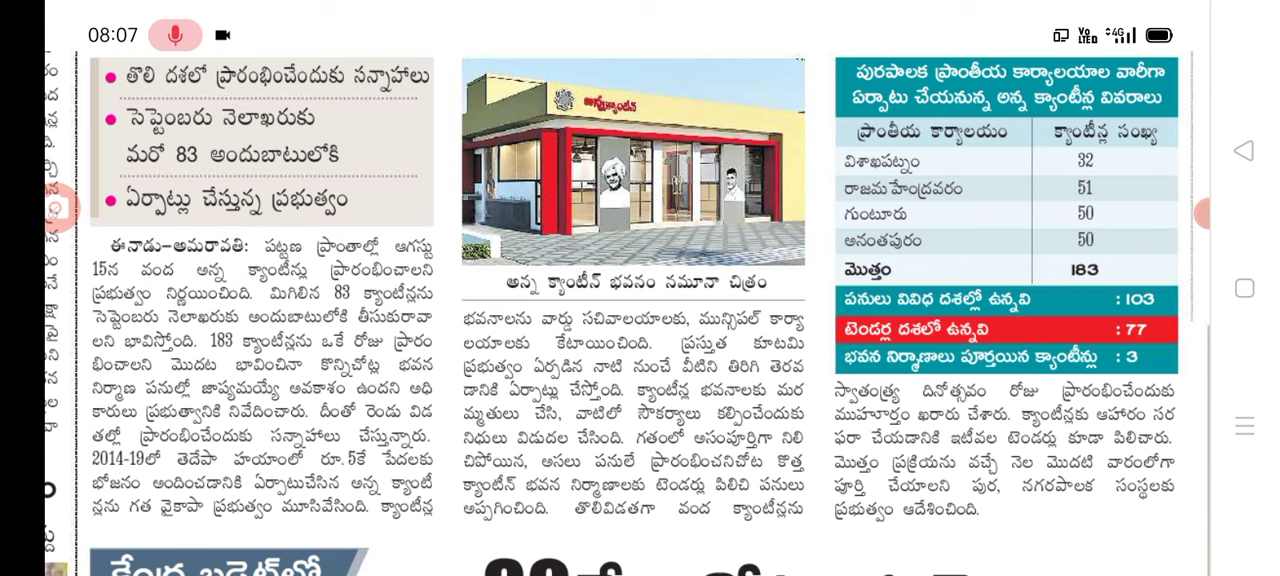 08:07
తొలి దశలో ప్రారంభించేందుకు సన్నాహాలు
సెప్టెంబరు నెలాఖరుకు
మరో 83 అందుబాటులోకి
ఏర్పాట్లు చేస్తున్న ప్రభుత్వం
ఈనాడు-అమరావతి: పట్టణ ప్రాంతాల్లో ఆగస్టు
15న వంద అన్న క్యాంటీన్లు ప్రారంభించాలని
ప్రభుత్వం నిర్ణయించింది. మిగిలిన 83 క్యాంటీన్లను
సెప్టెంబరు నెలాఖరుకు అందుబాటులోకి తీసుకురావా
లని భావిస్తోంది. 183 క్యాంటీన్లను ఒకే రోజు ప్రారం
భించాలని మొదట భావించినా కొన్నిచోట్ల భవన
నిర్మాణ పనుల్లో జాప్యమయ్యే అవకాశం ఉందని అధి
కారులు ప్రభుత్వానికి నివేదించారు. దీంతో రెండు విడ
తల్లో ప్రారంభించేందుకు సన్నాహాలు చేస్తున్నారు.
2014-19లో తెదేపా హయాంలో రూ.5కే పేదలకు
భోజనం అందించడానికి ఏర్పాటుచేసిన అన్న క్యాంటీ
న్లను గత వైకాపా ప్రభుత్వం మూసివేసింది. క్యాంటీన్ల
అన్న క్యాంటీన్
అన్న క్యాంటీన్ భవనం నమూనా చిత్రం
భవనాలను వార్డు సచివాలయాలకు, మున్సిపల్ కార్యా
లయాలకు కేటాయించింది. ప్రస్తుత కూటమి
ప్రభుత్వం ఏర్పడిన నాటి నుంచే వీటిని తిరిగి తెరవ
డానికి ఏర్పాట్లు చేస్తోంది. క్యాంటీన్ల భవనాలకు మర
మ్మతులు చేసి, వాటిలో సౌకర్యాలు కల్పించేందుకు
నిధులు విడుదల చేసింది. గతంలో అసంపూర్తిగా నిలి
చిపోయిన, అసలు పనులే ప్రారంభించనిచోట కొత్త
క్యాంటీన్ భవన నిర్మాణాలకు టెండర్లు పిలిచి పనులు
అప్పగించింది. తొలివిడతగా వంద క్యాంటీన్లను
పురపాలక ప్రాంతీయ కార్యాలయాల వారీగా
ఏర్పాటు చేయనున్న అన్న క్యాంటీన్ల వివరాలు
ప్రాంతీయ కార్యాలయం క్యాంటీన్ల సంఖ్య
విశాఖపట్నం 32
రాజమహేంద్రవరం 51
గుంటూరు 50
అనంతపురం 50
మొత్తం 183
పనులు వివిధ దశల్లో ఉన్నవి : 103
టెండర్ల దశలో ఉన్నవి : 77
భవన నిర్మాణాలు పూర్తయిన క్యాంటీన్లు : 3
స్వాతంత్ర్య దినోత్సవం రోజు ప్రారంభించేందుకు
ముహూర్తం ఖరారు చేశారు. క్యాంటీన్లకు ఆహారం సర
ఫరా చేయడానికి ఇటీవల టెండర్లు కూడా పిలిచారు.
మొత్తం ప్రక్రియను వచ్చే నెల మొదటి వారంలోగా
పూర్తి చేయాలని పుర, నగరపాలక సంస్థలకు
ప్రభుత్వం ఆదేశించింది.
కేంద్ర బడ్జెట్‌లో